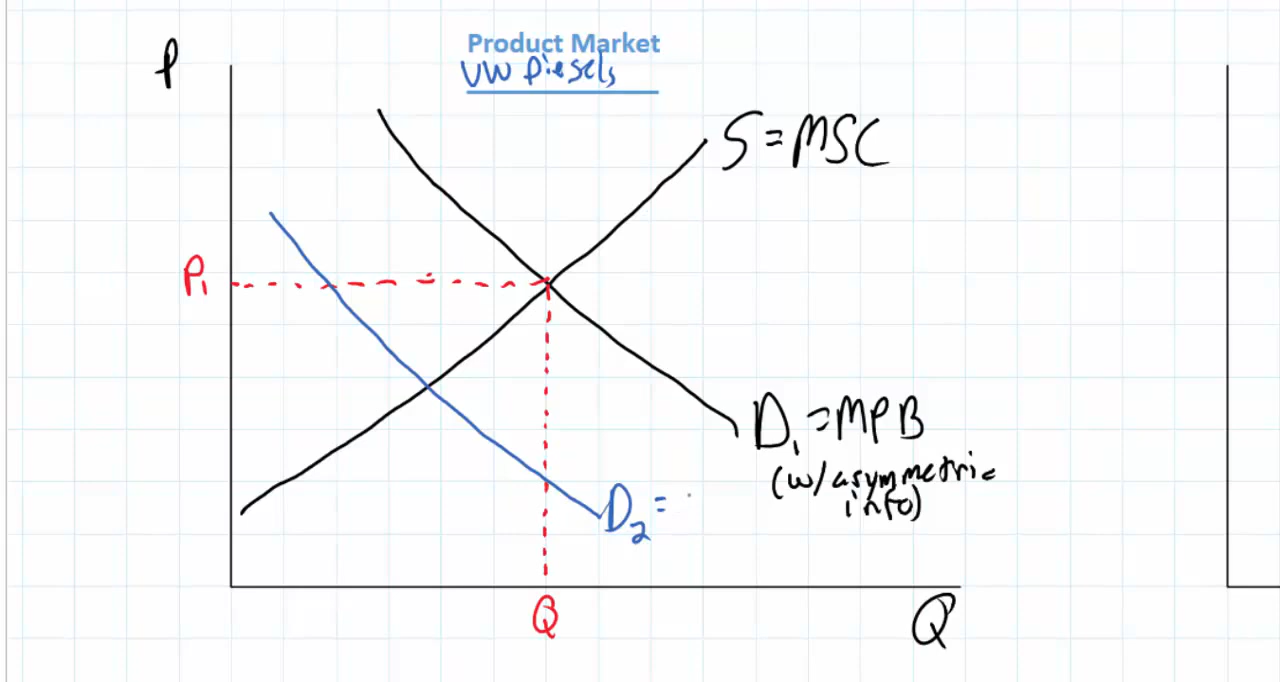 Product Market
VW Diesels
P
S=MSC
P₁
D₁=MPB
(w/asymmetric
info)
D₂=
Q
Q